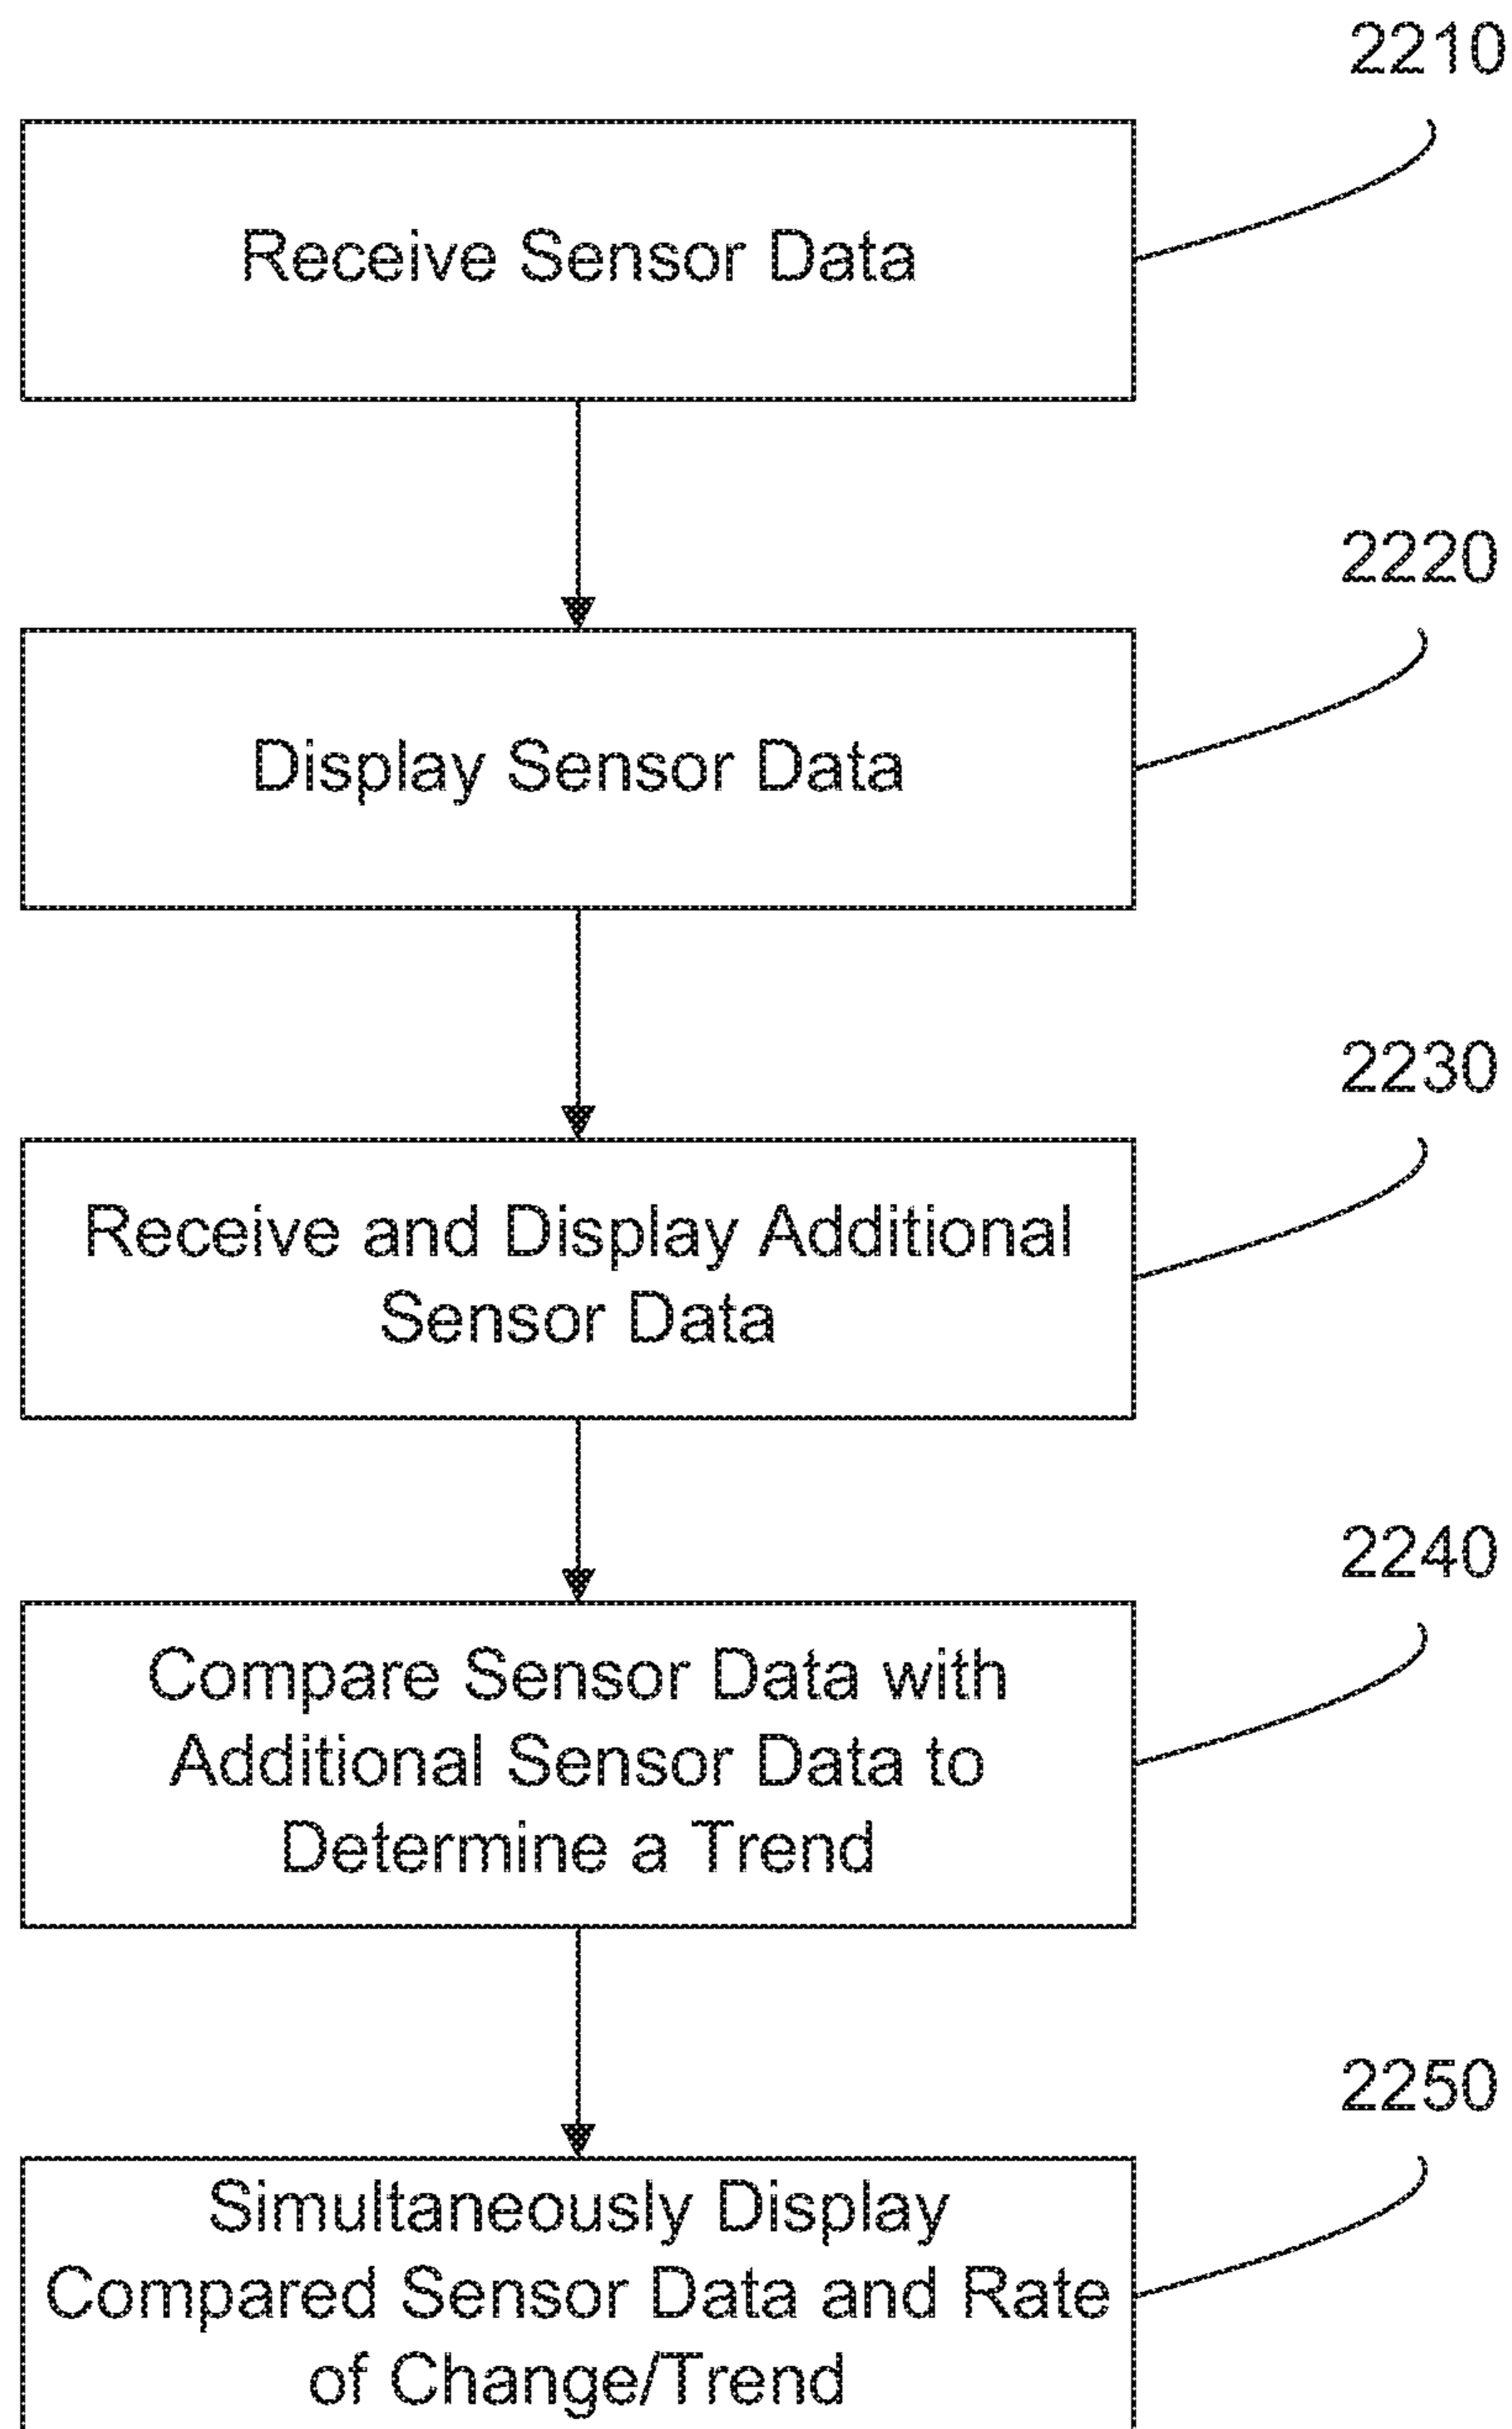 2210
Receive Sensor Data
2220
Display Sensor Data
2230
Receive and Display Additional
Sensor Data
2240
Compare Sensor Data with
Additional Sensor Data to
Determine a Trend
2250
Simultaneously Display
Compared Sensor Data and Rate
of Change/Trend